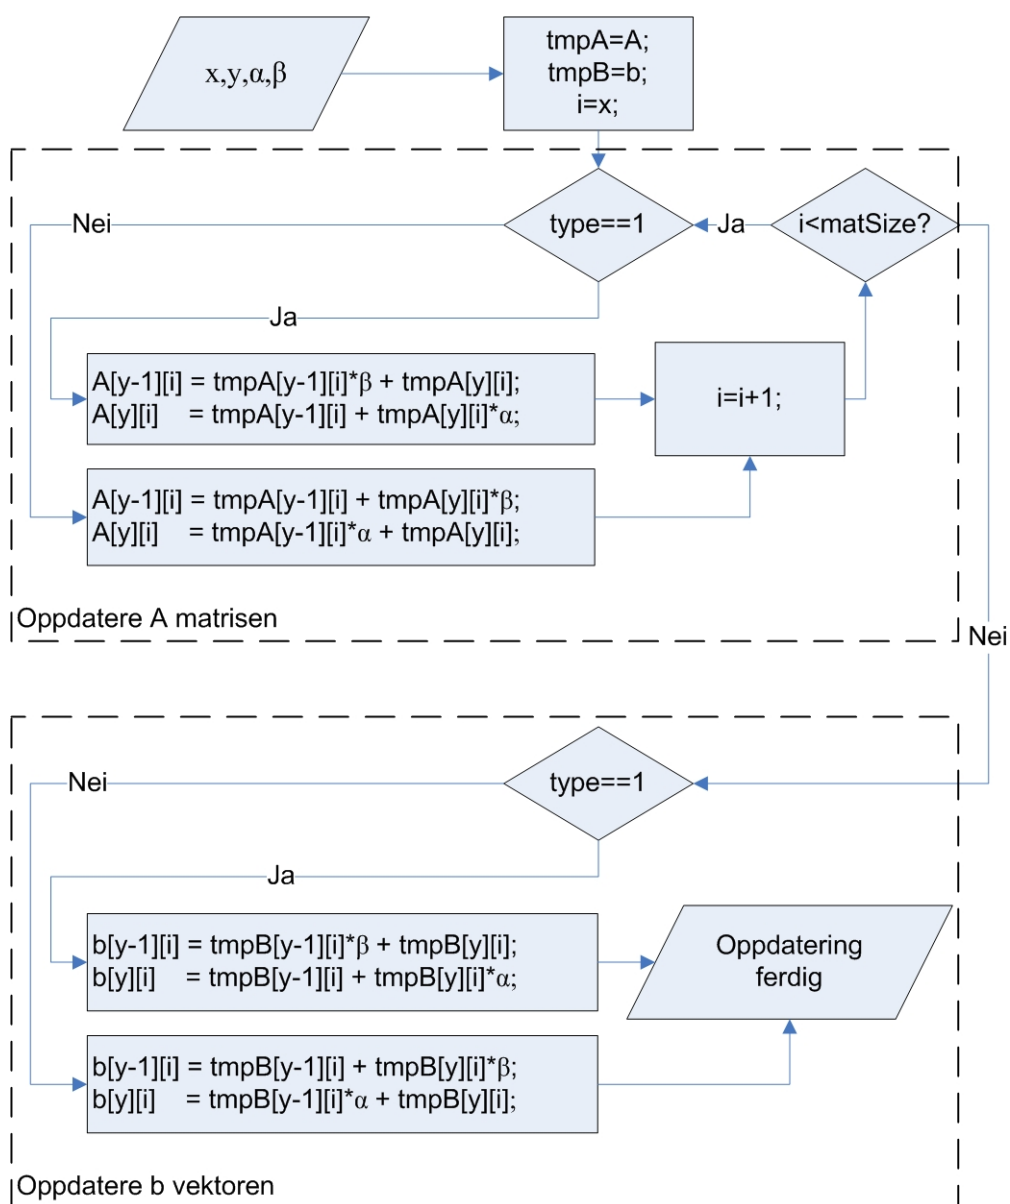 x,y,α,β
tmpA=A;
tmpB=b;
i=x;
Nei
type==1
Ja
i<matSize?
Ja
A[y-1][i] = tmpA[y-1][i]*β + tmpA[y][i];
A[y][i] = tmpA[y-1][i] + tmpA[y][i]*α;
i=i+1;
A[y-1][i] = tmpA[y-1][i] + tmpA[y][i]*β;
A[y][i] = tmpA[y-1][i]*α + tmpA[y][i];
Oppdatere A matrisen
Nei
Nei
type==1
Ja
b[y-1][i] = tmpB[y-1][i]*β + tmpB[y][i];
b[y][i] = tmpB[y-1][i] + tmpB[y][i]*α;
Oppdatering
ferdig
b[y-1][i] = tmpB[y-1][i] + tmpB[y][i]*β;
b[y][i] = tmpB[y-1][i]*α + tmpB[y][i];
Oppdatere b vektoren